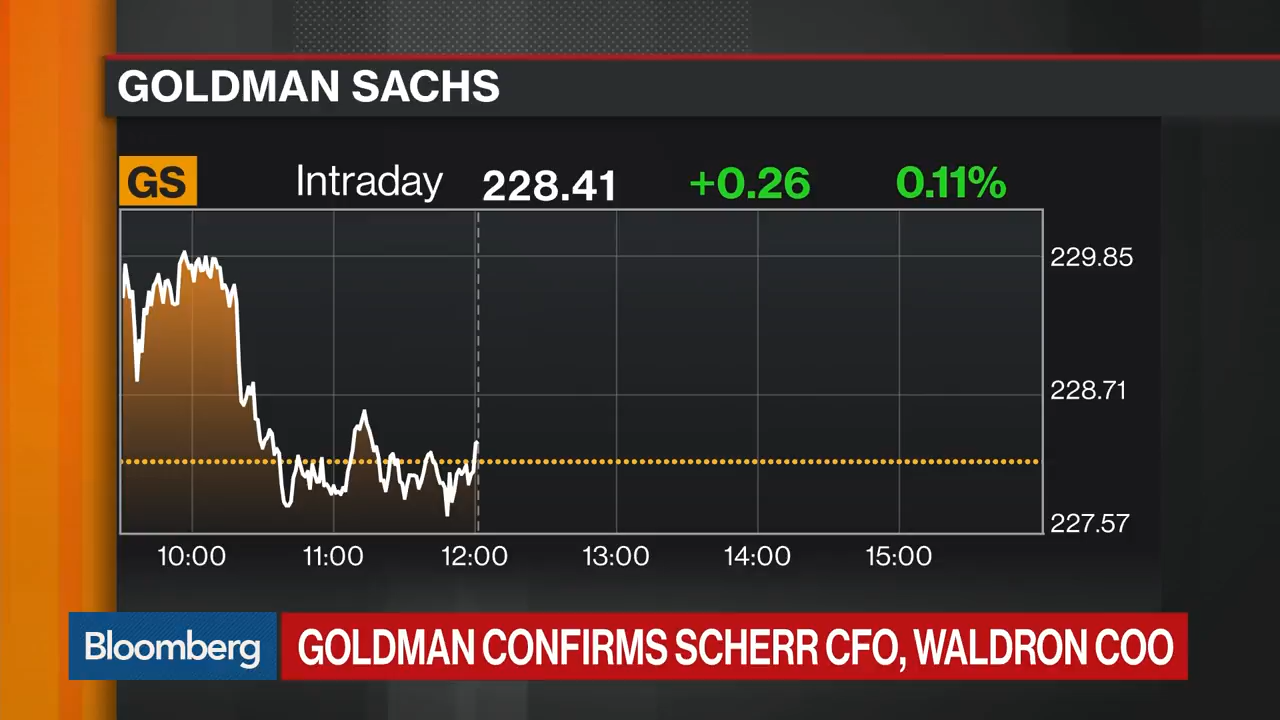 GOLDMAN SACHS
GS Intraday 228.41 +0.26 0.11%
229.85
228.71
227.57
10:00 11:00 12:00 13:00 14:00 15:00
Bloomberg GOLDMAN CONFIRMS SCHERR CFO, WALDRON COO